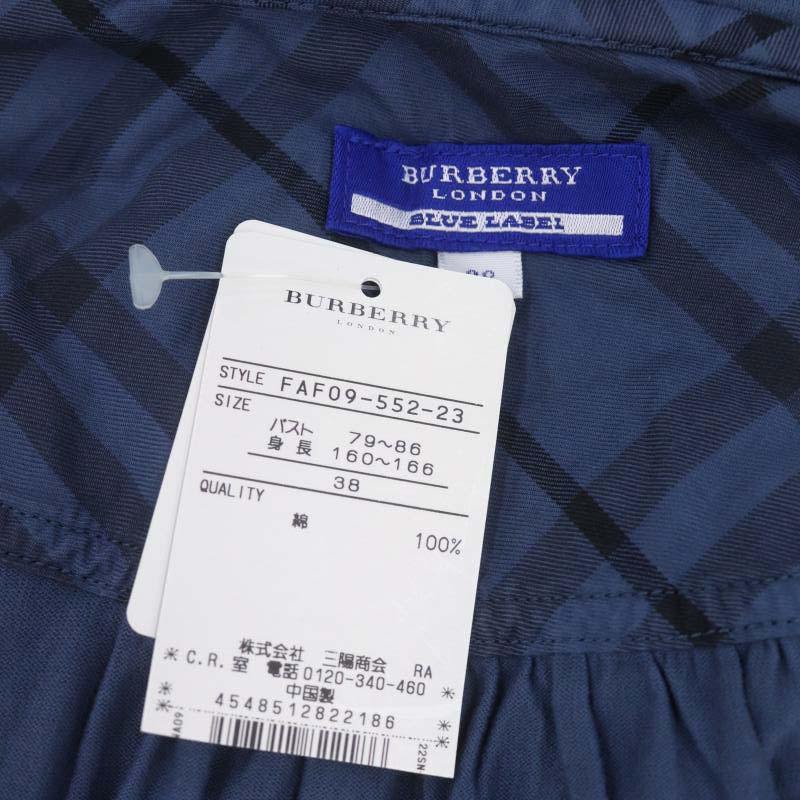 BURBERRY
LONDON
BLUE LABEL
38
BURBERRY
LONDON
STYLE FAF09-552-23
SIZE
バスト 79～86
身長 160～166
38
QUALITY
綿
100%
株式会社 三陽商会 RA
＊C.R.室 電話0120-340-460＊
中国製
4548512822186